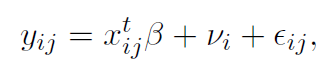 $y_{ij} = x_{ij}^{t}\beta + \nu_i + \epsilon_{ij},$